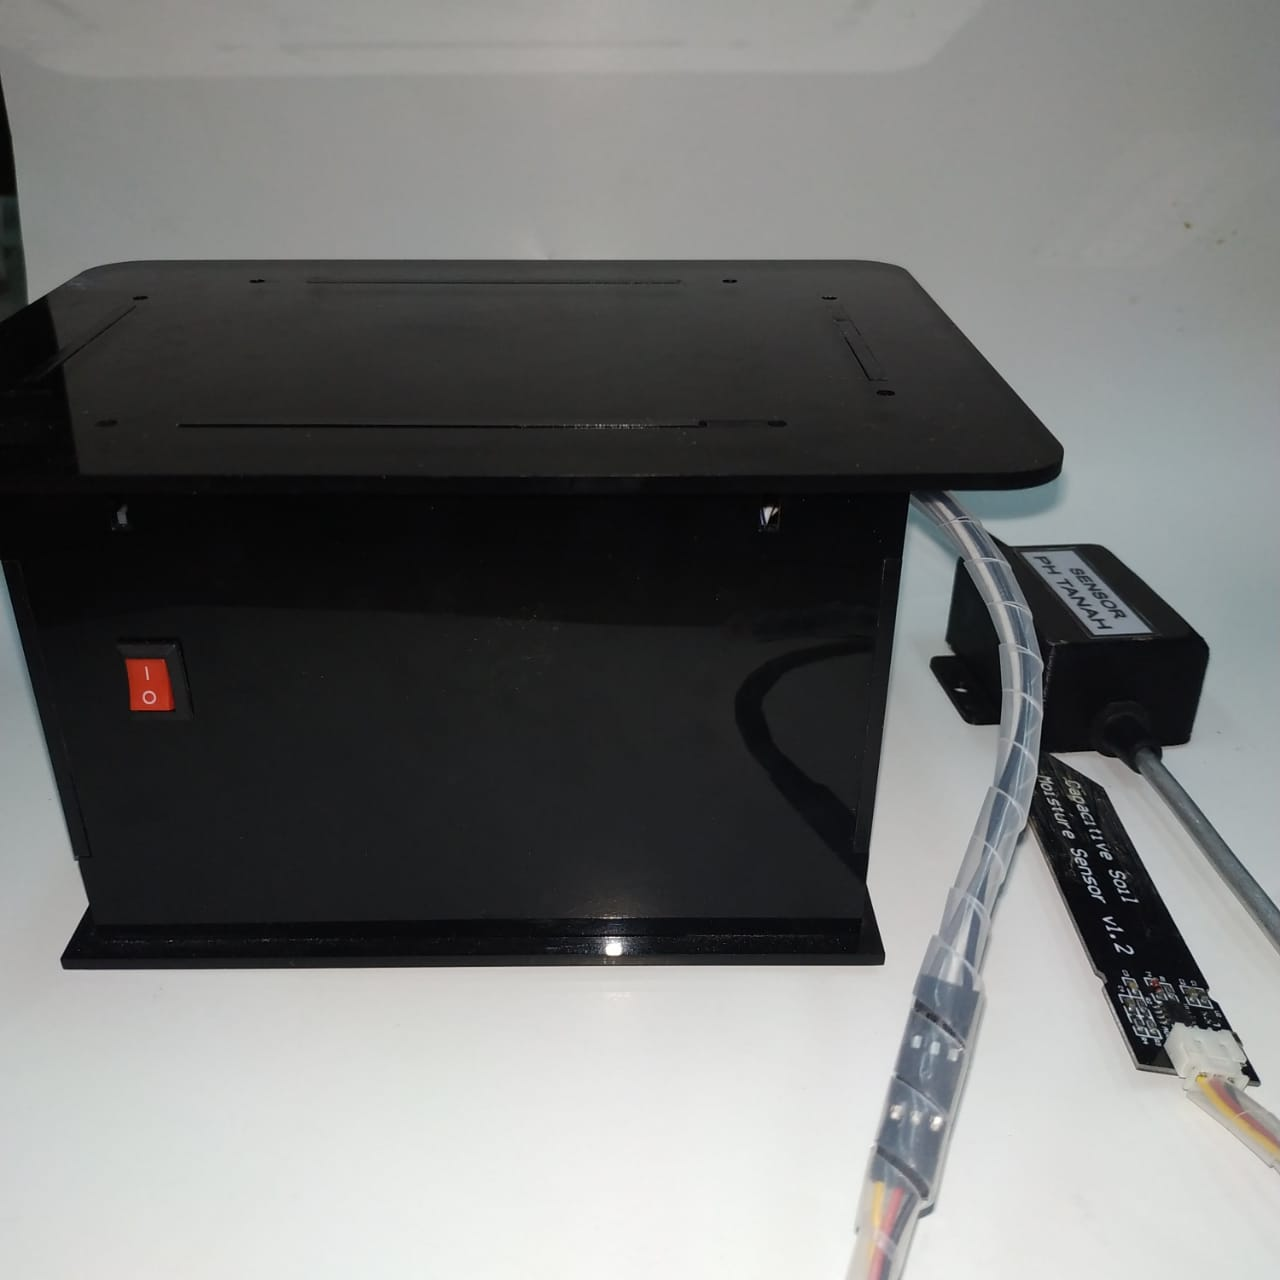 I
O
SENSOR
PH TANAH
Capacitive Soil
Moisture Sensor v1.2